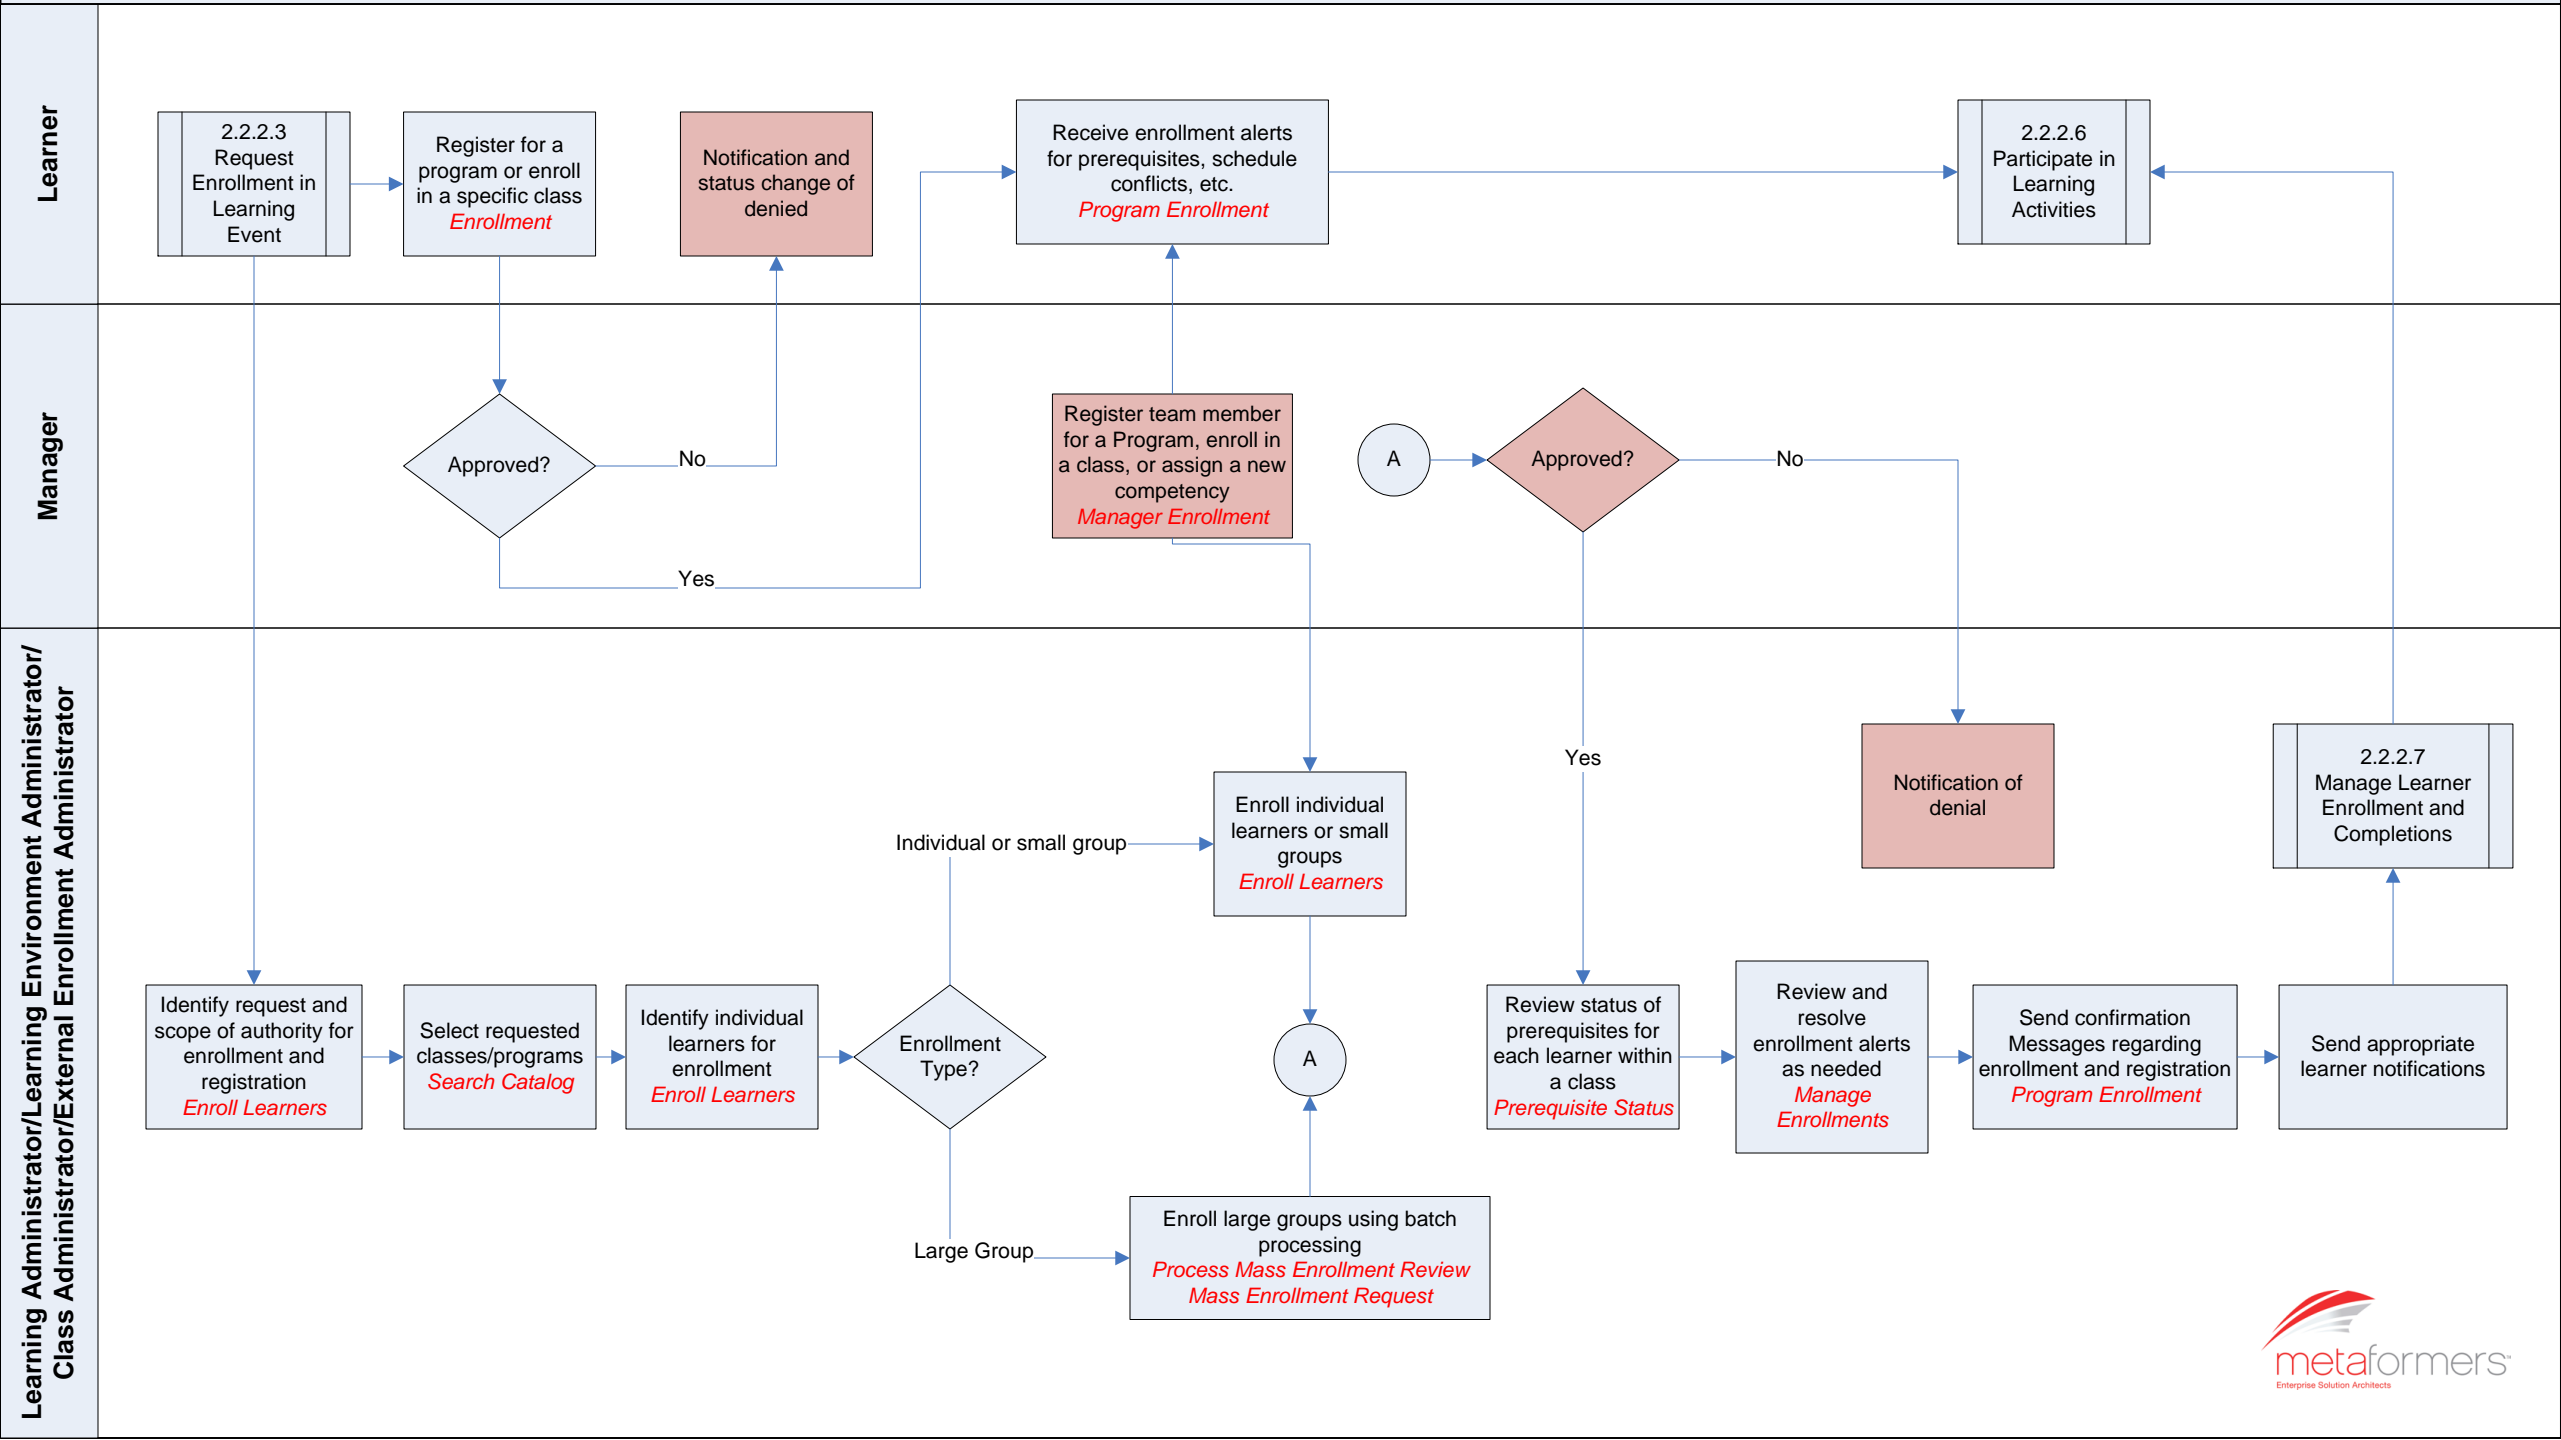 Learner
2.2.2.3
Request
Enrollment in
Learning
Event
Register for a
program or enroll
in a specific class
Enrollment
Notification and
status change of
denied
Receive enrollment alerts
for prerequisites, schedule
conflicts, etc.
Program Enrollment
2.2.2.6
Participate in
Learning
Activities
Manager
Approved?
No
Yes
Register team member
for a Program, enroll in
a class, or assign a new
competency
Manager Enrollment
A
Approved?
No
Yes
Learning Administrator/Learning Environment Administrator/
Class Administrator/External Enrollment Administrator
Identify request and
scope of authority for
enrollment and
registration
Enroll Learners
Select requested
classes/programs
Search Catalog
Identify individual
learners for
enrollment
Enroll Learners
Enrollment
Type?
Individual or small group
Large Group
Enroll individual
learners or small
groups
Enroll Learners
A
Enroll large groups using batch
processing
Process Mass Enrollment Review
Mass Enrollment Request
Review status of
prerequisites for
each learner within
a class
Prerequisite Status
Review and
resolve
enrollment alerts
as needed
Manage
Enrollments
Notification of
denial
Send confirmation
Messages regarding
enrollment and registration
Program Enrollment
Send appropriate
learner notifications
2.2.2.7
Manage Learner
Enrollment and
Completions
metaformers
Enterprise Solution Architects